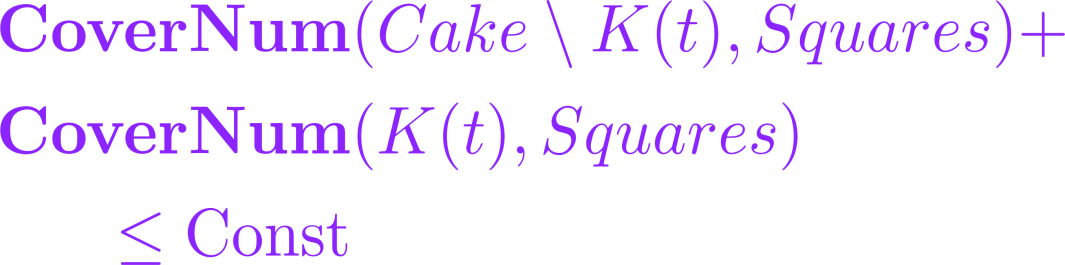 CoverNum(Cake \ K(t), Squares)+
CoverNum(K(t), Squares)
≤ Const